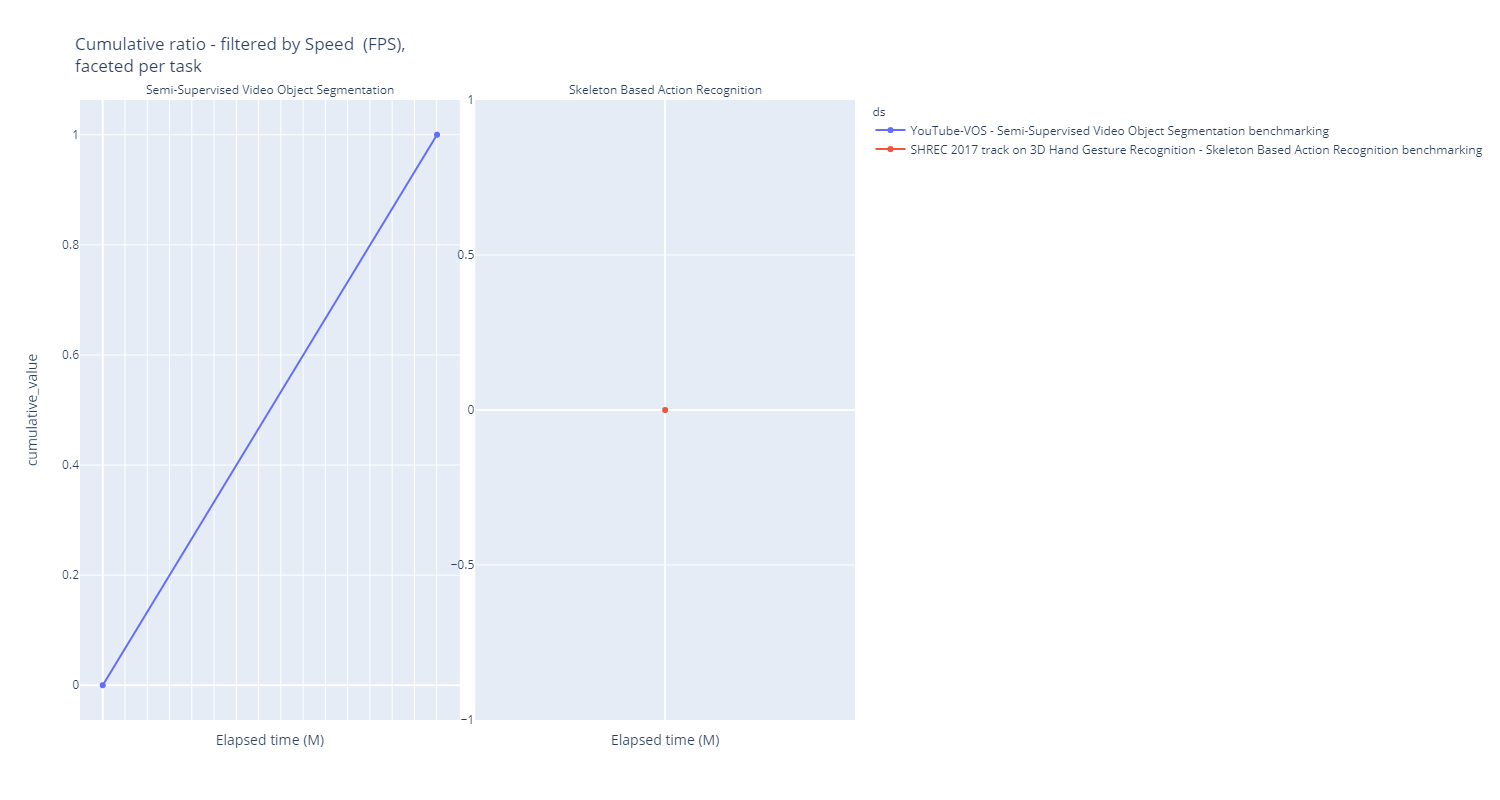 Cumulative ratio - filtered by Speed  (FPS),
faceted per task
Semi-Supervised Video Object Segmentation
Skeleton Based Action Recognition
cumulative_value
1
0.8
0.6
0.4
0.2
0
1
0.5
0
−0.5
−1
Elapsed time (M)
Elapsed time (M)
ds
YouTube-VOS - Semi-Supervised Video Object Segmentation benchmarking
SHREC 2017 track on 3D Hand Gesture Recognition - Skeleton Based Action Recognition benchmarking